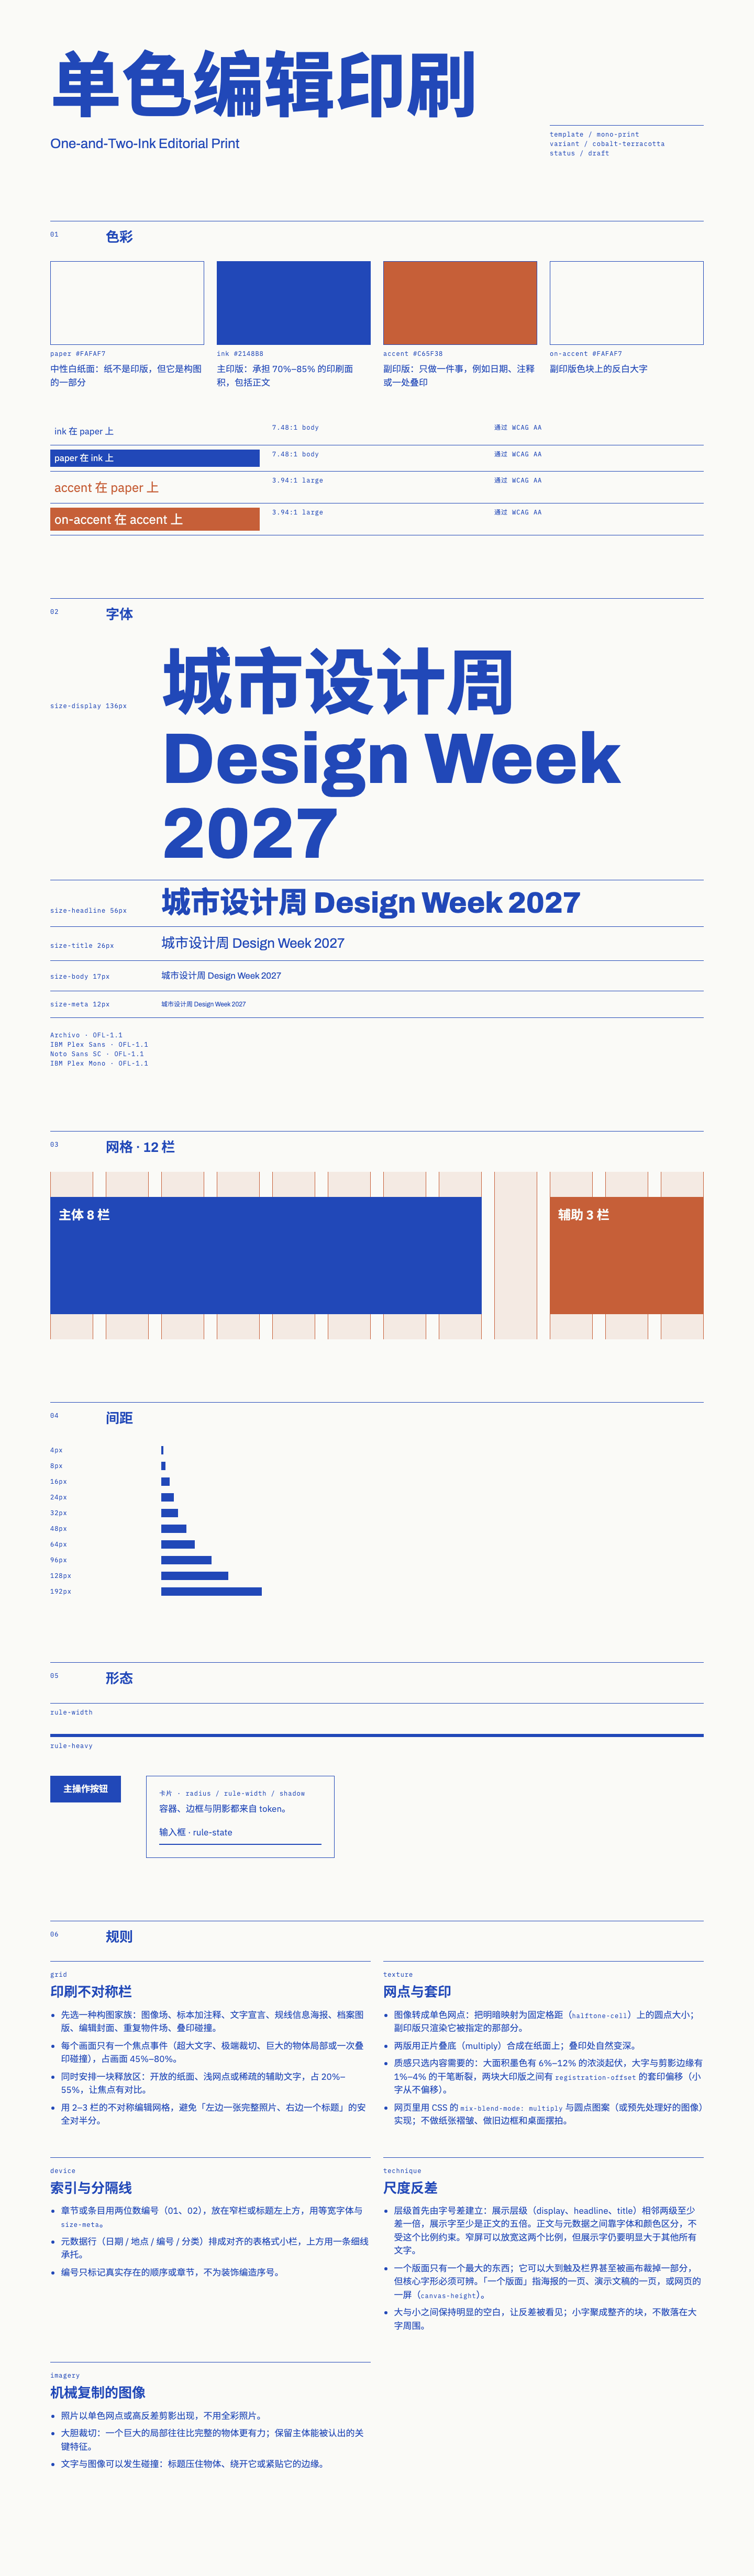 单色编辑印刷
One-and-Two-Ink Editorial Print
template / mono-print
variant / cobalt-terracotta
status / draft
01
色彩
paper #FAFAF7
中性白纸面：纸不是印版，但它是构图
的一部分
ink #2148B8
主印版：承担 70%–85% 的印刷面
积，包括正文
accent #C65F38
副印版：只做一件事，例如日期、注释
或一处叠印
on-accent #FAFAF7
副印版色块上的反白大字
ink 在 paper 上
7.48:1 body
通过 WCAG AA
paper 在 ink 上
7.48:1 body
通过 WCAG AA
accent 在 paper 上
3.94:1 large
通过 WCAG AA
on-accent 在 accent 上
3.94:1 large
通过 WCAG AA
02
字体
size-display 136px
城市设计周
Design Week
2027
size-headline 56px
城市设计周 Design Week 2027
size-title 26px
城市设计周 Design Week 2027
size-body 17px
城市设计周 Design Week 2027
size-meta 12px
城市设计周 Design Week 2027
Archivo · OFL-1.1
IBM Plex Sans · OFL-1.1
Noto Sans SC · OFL-1.1
IBM Plex Mono · OFL-1.1
03
网格 · 12 栏
主体 8 栏
辅助 3 栏
04
间距
4px
8px
16px
24px
32px
48px
64px
96px
128px
192px
05
形态
rule-width
rule-heavy
主操作按钮
卡片 · radius / rule-width / shadow
容器、边框与阴影都来自 token。
输入框 · rule-state
06
规则
grid
印刷不对称栏
• 先选一种构图家族：图像场、标本加注释、文字宣言、规线信息海报、档案图
版、编辑封面、重复物件场、叠印碰撞。
• 每个画面只有一个焦点事件（超大文字、极端裁切、巨大的物体局部或一次叠
印碰撞），占画面 45%–80%。
• 同时安排一块释放区：开放的纸面、浅网点或稀疏的辅助文字，占 20%–
55%，让焦点有对比。
• 用 2–3 栏的不对称编辑网格，避免「左边一张完整照片、右边一个标题」的安
全对半分。
texture
网点与套印
• 图像转成单色网点：把明暗映射为固定格距（halftone-cell）上的圆点大小；
副印版只渲染它被指定的那部分。
• 两版用正片叠底（multiply）合成在纸面上；叠印处自然变深。
• 质感只选内容需要的：大面积墨色有 6%–12% 的浓淡起伏，大字与剪影边缘有
1%–4% 的干笔断裂，两块大印版之间有 registration-offset 的套印偏移（小
字从不偏移）。
• 网页里用 CSS 的 mix-blend-mode: multiply 与圆点图案（或预先处理好的图像）
实现；不做纸张褶皱、做旧边框和桌面摆拍。
device
索引与分隔线
• 章节或条目用两位数编号（01、02），放在窄栏或标题左上方，用等宽字体与
size-meta。
• 元数据行（日期 / 地点 / 编号 / 分类）排成对齐的表格式小栏，上方用一条细线
承托。
• 编号只标记真实存在的顺序或章节，不为装饰编造序号。
technique
尺度反差
• 层级首先由字号差建立：展示层级（display、headline、title）相邻两级至少
差一倍，展示字至少是正文的五倍。正文与元数据之间靠字体和颜色区分，不
受这个比例约束。窄屏可以放宽这两个比例，但展示字仍要明显大于其他所有
文字。
• 一个版面只有一个最大的东西；它可以大到触及栏界甚至被画布裁掉一部分，
但核心字形必须可辨。「一个版面」指海报的一页、演示文稿的一页，或网页的
一屏（canvas-height）。
• 大与小之间保持明显的空白，让反差被看见；小字聚成整齐的块，不散落在大
字周围。
imagery
机械复制的图像
• 照片以单色网点或高反差剪影出现，不用全彩照片。
• 大胆裁切：一个巨大的局部往往比完整的物体更有力；保留主体能被认出的关
键特征。
• 文字与图像可以发生碰撞：标题压住物体、绕开它或紧贴它的边缘。